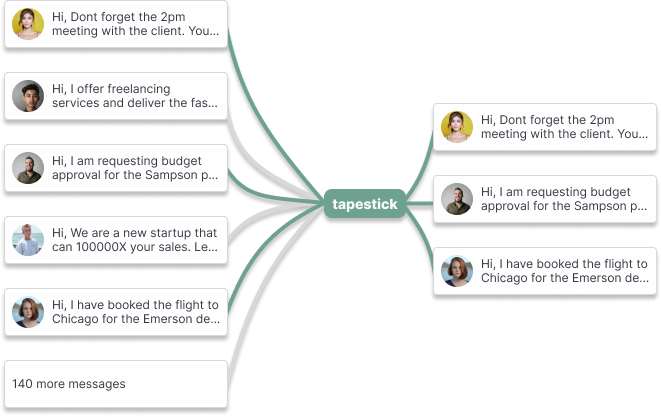 Hi, Dont forget the 2pm
meeting with the client. You...
Hi, I offer freelancing
services and deliver the fas...
Hi, I am requesting budget
approval for the Sampson p...
Hi, We are a new startup that
can 100000X your sales. Le...
Hi, I have booked the flight to
Chicago for the Emerson de...
140 more messages
tapestick
Hi, Dont forget the 2pm
meeting with the client. You...
Hi, I am requesting budget
approval for the Sampson p...
Hi, I have booked the flight to
Chicago for the Emerson de...